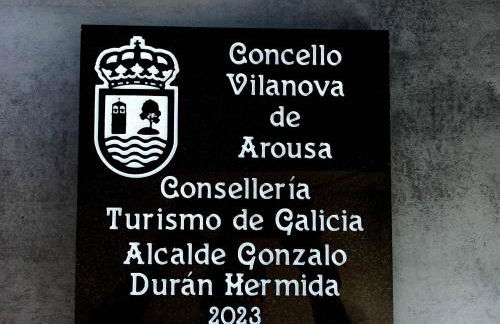 Concello
Vilanova
de
Arousa
Consellería
Turismo de Galicia
Alcalde Gonzalo
Durán Hermida
2023